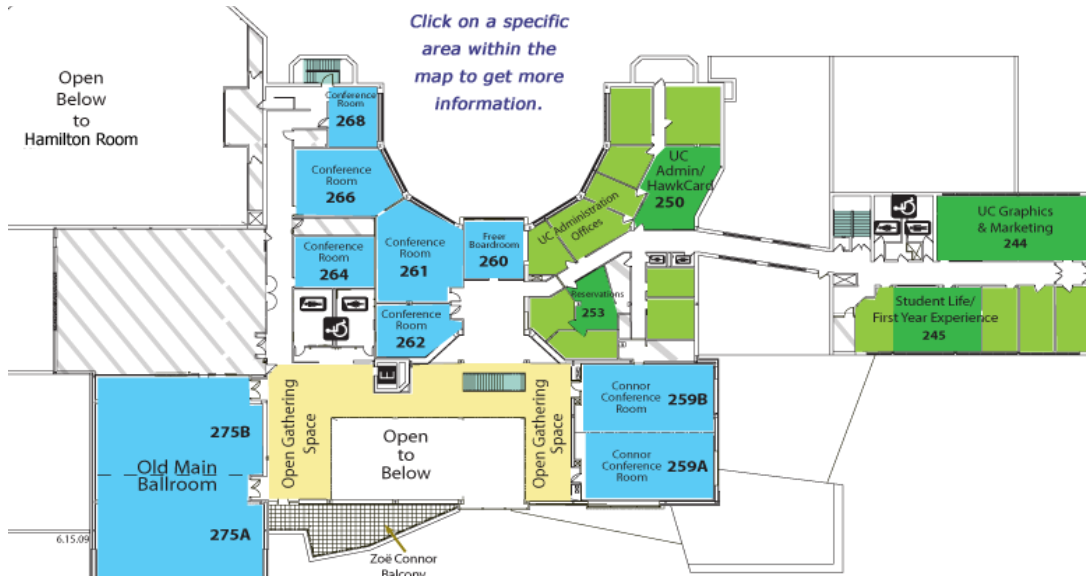 Click on a specific
area within the
map to get more
information.
Open
Below
to
Hamilton Room
Conference
Room
268
Conference
Room
266
Conference
Room
264
Conference
Room
261
Conference
Room
262
Freer
Boardroom
260
UC Administration
Offices
UC
Admin/
HawkCard
250
Reservations
253
UC Graphics
& Marketing
244
Student Life/
First Year Experience
245
E
Open Gathering
Space
Open
to
Below
Open Gathering
Space
Connor
Conference
Room
259B
Connor
Conference
Room
259A
275B
Old Main
Ballroom
275A
6.15.09
Zoë Connor
Balcony